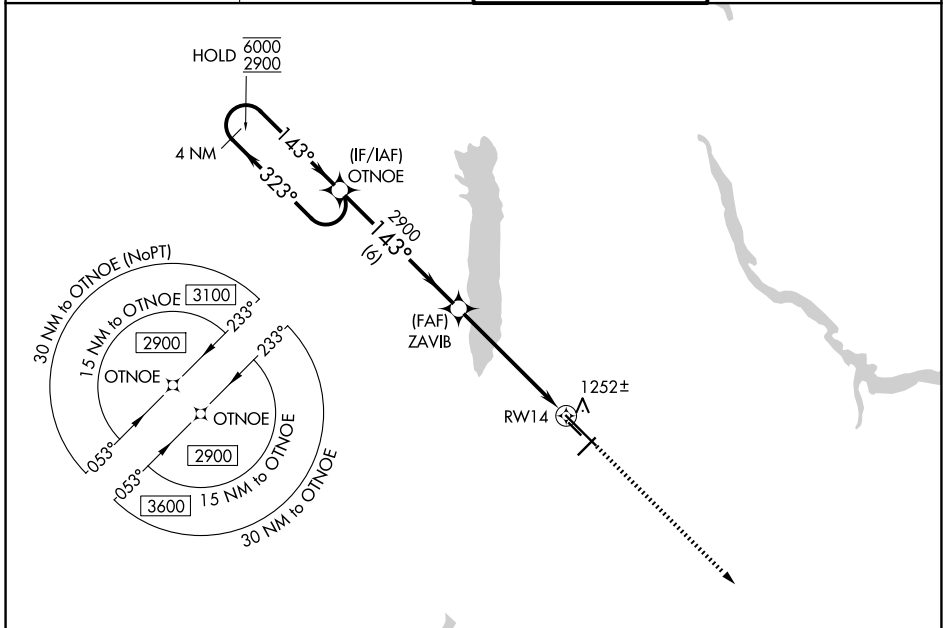 HOLD 6000
2900
4 NM
143°
323°
(IF/IAF)
OTNOE
2900
143°
(6)
(FAF)
ZAVIB
1252±
RW14
30 NM to OTNOE (NoPT)
3100
15 NM to OTNOE
233°
2900
OTNOE
053°
233°
OTNOE
2900
053°
15 NM to OTNOE
3600
30 NM to OTNOE